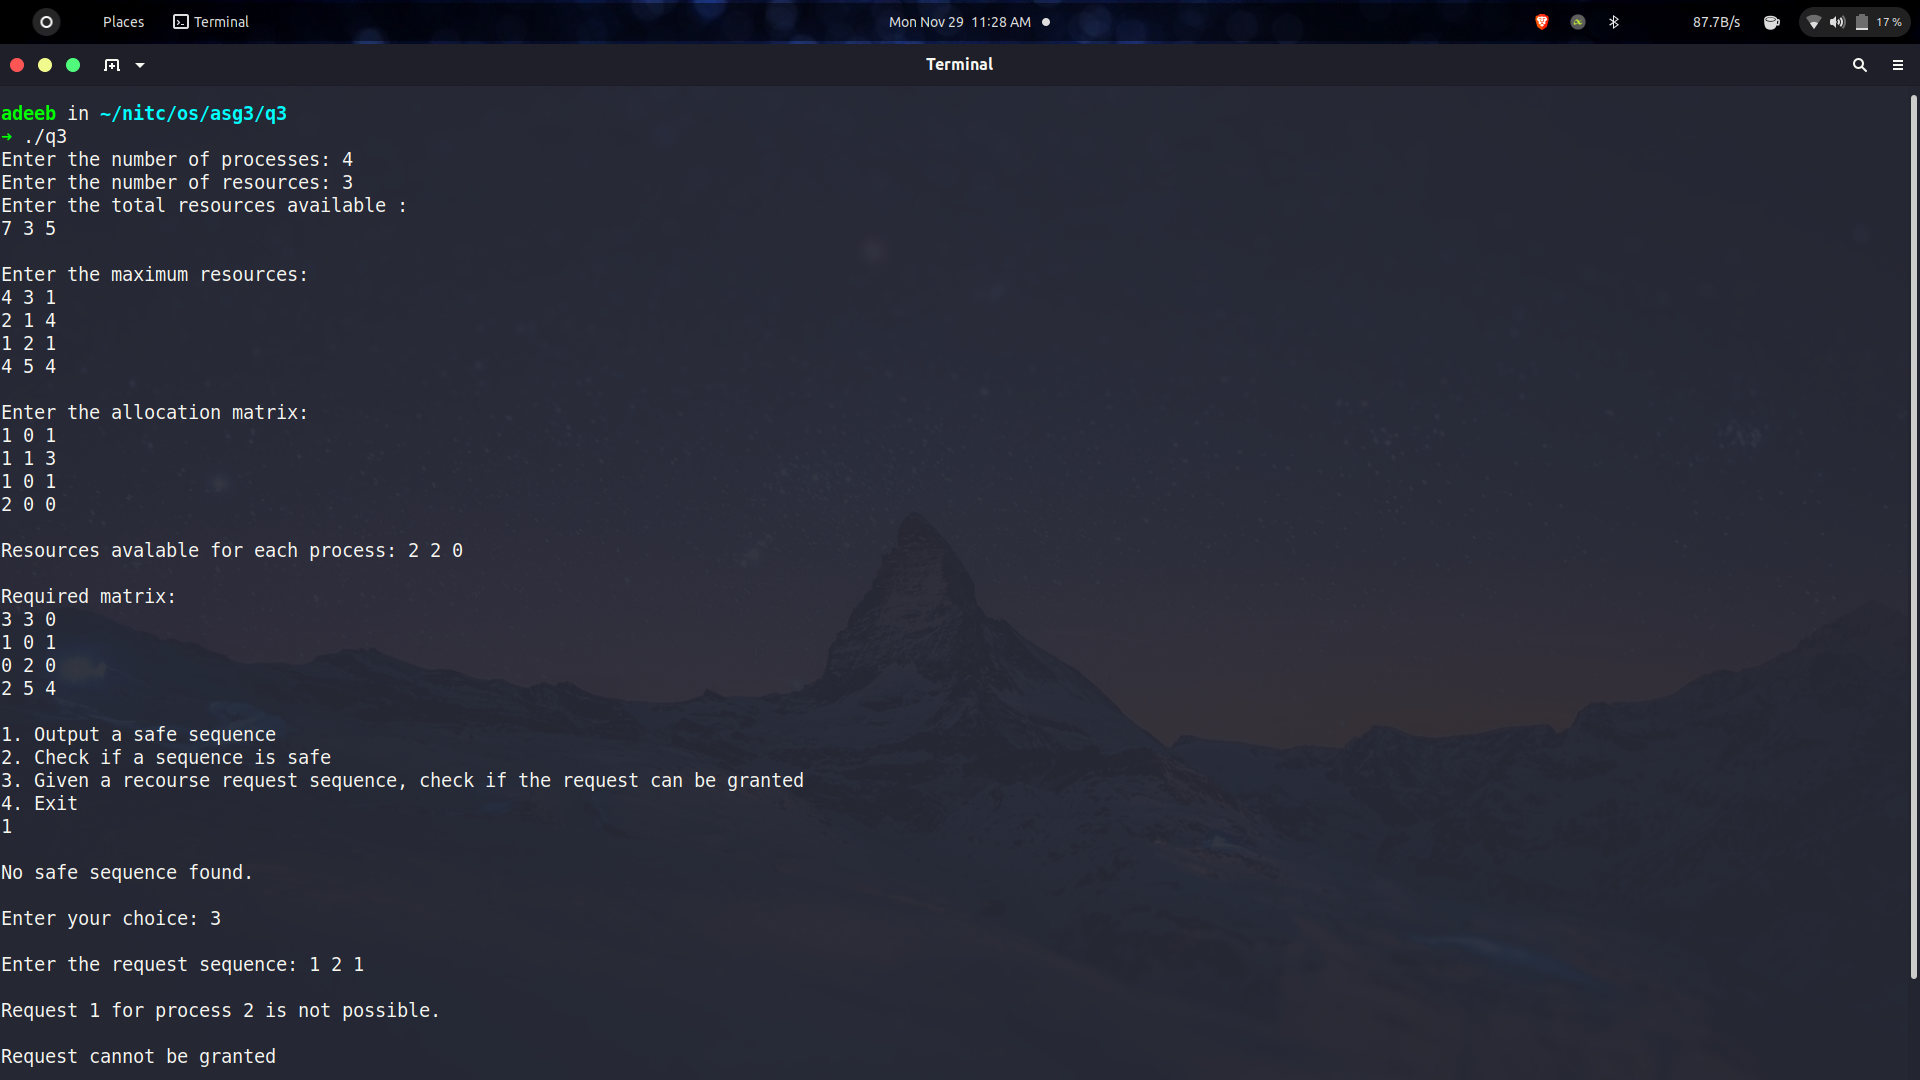 Places Terminal Mon Nov 29 11:28 AM 87.7B/s 17 %
Terminal
adeeb in ~/nitc/os/asg3/q3
➜ ./q3
Enter the number of processes: 4
Enter the number of resources: 3
Enter the total resources available :
7 3 5
Enter the maximum resources:
4 3 1
2 1 4
1 2 1
4 5 4
Enter the allocation matrix:
1 0 1
1 1 3
1 0 1
2 0 0
Resources avalable for each process: 2 2 0
Required matrix:
3 3 0
1 0 1
0 2 0
2 5 4
1. Output a safe sequence
2. Check if a sequence is safe
3. Given a recourse request sequence, check if the request can be granted
4. Exit
1
No safe sequence found.
Enter your choice: 3
Enter the request sequence: 1 2 1
Request 1 for process 2 is not possible.
Request cannot be granted